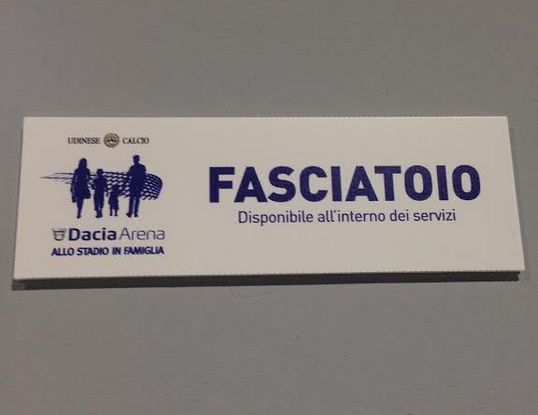 UDINESE CALCIO
Dacia Arena
ALLO STADIO IN FAMIGLIA
FASCIATOIO
Disponibile all'interno dei servizi